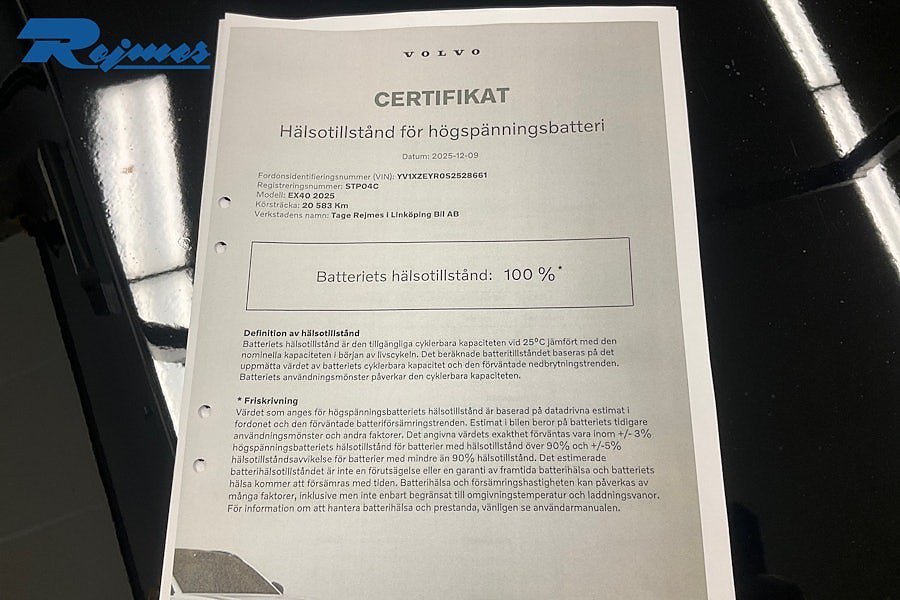 Rejmes
VOLVO
CERTIFIKAT
Hälsotillstånd för högspänningsbatteri
Datum: 2025-12-09
Fordonsidentifieringsnummer (VIN): YV1XZEYR0S2528661
Registreringsnummer: STP04C
Modell: EX40 2025
Körsträcka: 20 583 Km
Verkstadens namn: Tage Rejmes i Linköping Bil AB
Batteriets hälsotillstånd: 100 %*
Definition av hälsotillstånd
Batteriets hälsotillstånd är den tillgängliga cyklerbara kapaciteten vid 25°C jämfört med den
nominella kapaciteten i början av livscykeln. Det beräknade batteritillståndet baseras på det
uppmätta värdet av batteriets cyklerbara kapacitet och den förväntade nedbrytningstrenden.
Batteriets användningsmönster påverkar den cyklerbara kapaciteten.
* Friskrivning
Värdet som anges för högspänningsbatteriets hälsotillstånd är baserad på datadrivna estimat i
fordonet och den förväntade batteriförsämringstrenden. Estimat i bilen beror på batteriets tidigare
användningsmönster och andra faktorer. Det angivna värdets exakthet förväntas vara inom +/- 3%
högspänningsbatteriets hälsotillstånd för batterier med hälsotillstånd över 90% och +/-5%
hälsotillståndsavvikelse för batterier med mindre än 90% hälsotillstånd. Det estimerade
batterihälsotillståndet är inte en förutsägelse eller en garanti av framtida batterihälsa och batteriets
hälsa kommer att försämras med tiden. Batterihälsa och försämringshastigheten kan påverkas av
många faktorer, inklusive men inte enbart begränsat till omgivningstemperatur och laddningsvanor.
För information om att hantera batterihälsa och prestanda, vänligen se användarmanualen.